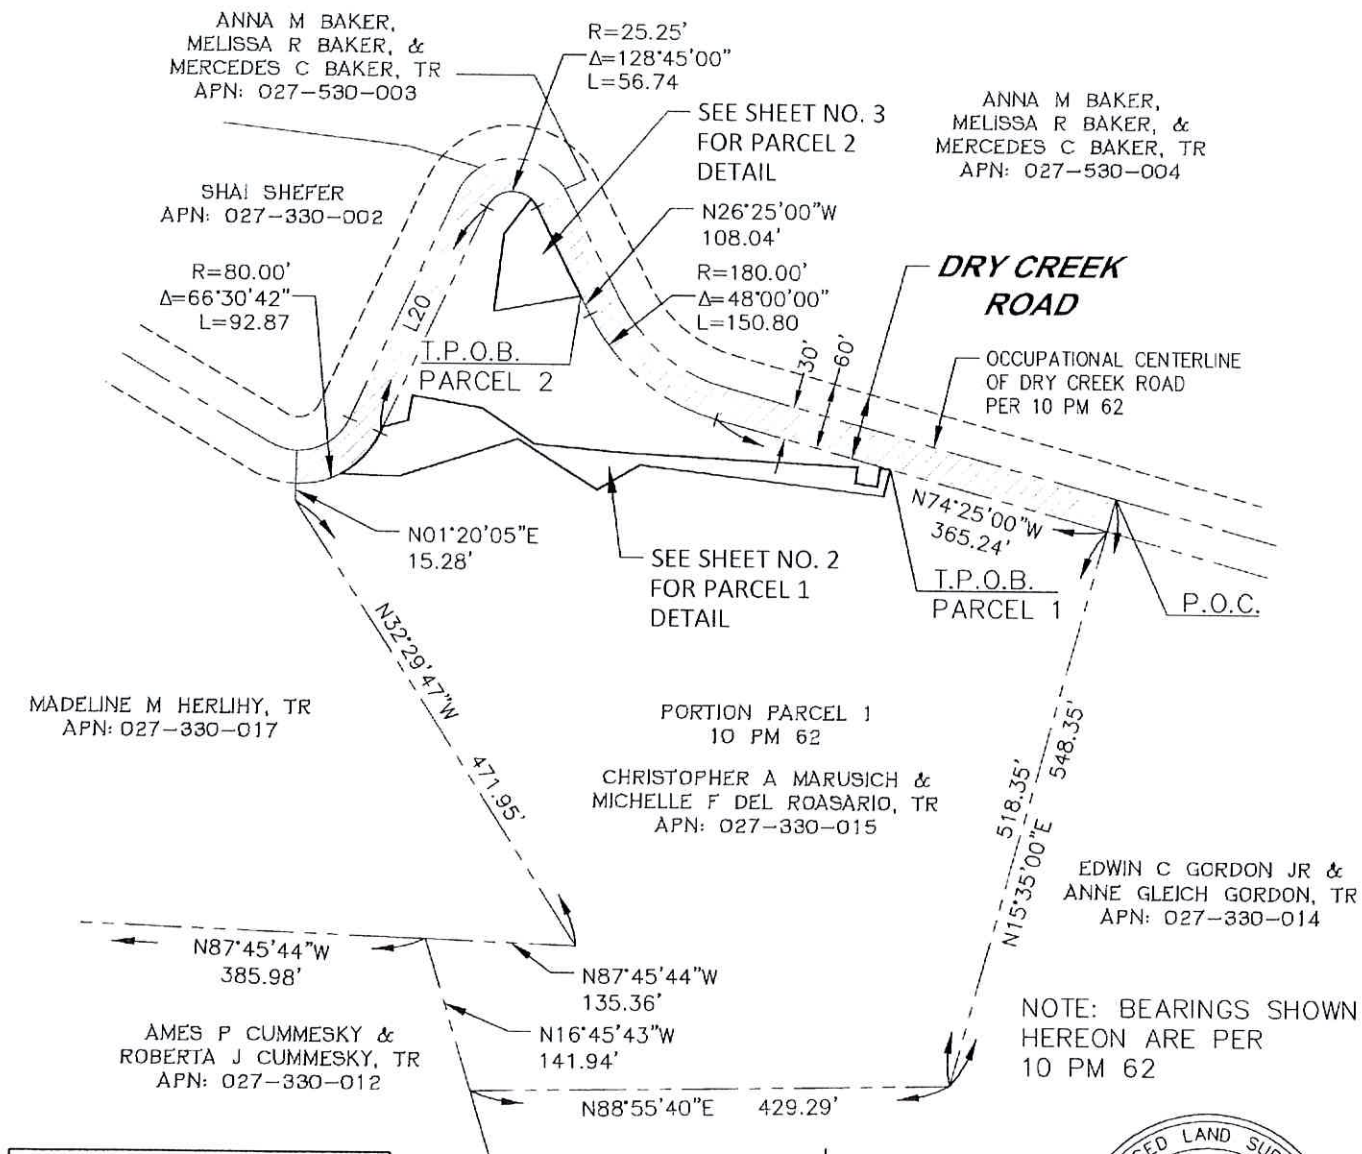 ANNA M BAKER,
MELISSA R BAKER, &
MERCEDES C BAKER, TR
APN: 027-530-003
R=25.25'
Δ=128°45'00"
L=56.74
SEE SHEET NO. 3
FOR PARCEL 2
DETAIL
ANNA M BAKER,
MELISSA R BAKER, &
MERCEDES C BAKER, TR
APN: 027-530-004
SHAI SHEFER
APN: 027-330-002
N26°25'00"W
108.04'
R=80.00'
Δ=66°30'42"
L=92.87
R=180.00'
Δ=48°00'00"
L=150.80
DRY CREEK
ROAD
L20
T.P.O.B.
PARCEL 2
30'
60'
OCCUPATIONAL CENTERLINE
OF DRY CREEK ROAD
PER 10 PM 62
N01°20'05"E
15.28'
SEE SHEET NO. 2
FOR PARCEL 1
DETAIL
N74°25'00"W
365.24'
T.P.O.B.
PARCEL 1
P.O.C.
N32°29'47"W
471.95'
MADELINE M HERLIHY, TR
APN: 027-330-017
PORTION PARCEL 1
10 PM 62
CHRISTOPHER A MARUSICH &
MICHELLE F DEL ROASARIO, TR
APN: 027-330-015
518.35'
548.35'
N15°35'00"E
EDWIN C GORDON JR &
ANNE GLEICH GORDON, TR
APN: 027-330-014
N87°45'44"W
385.98'
N87°45'44"W
135.36'
AMES P CUMMESKY &
ROBERTA J CUMMESKY, TR
APN: 027-330-012
N16°45'43"W
141.94'
NOTE: BEARINGS SHOWN
HEREON ARE PER
10 PM 62
N88°55'40"E 429.29'
LAND